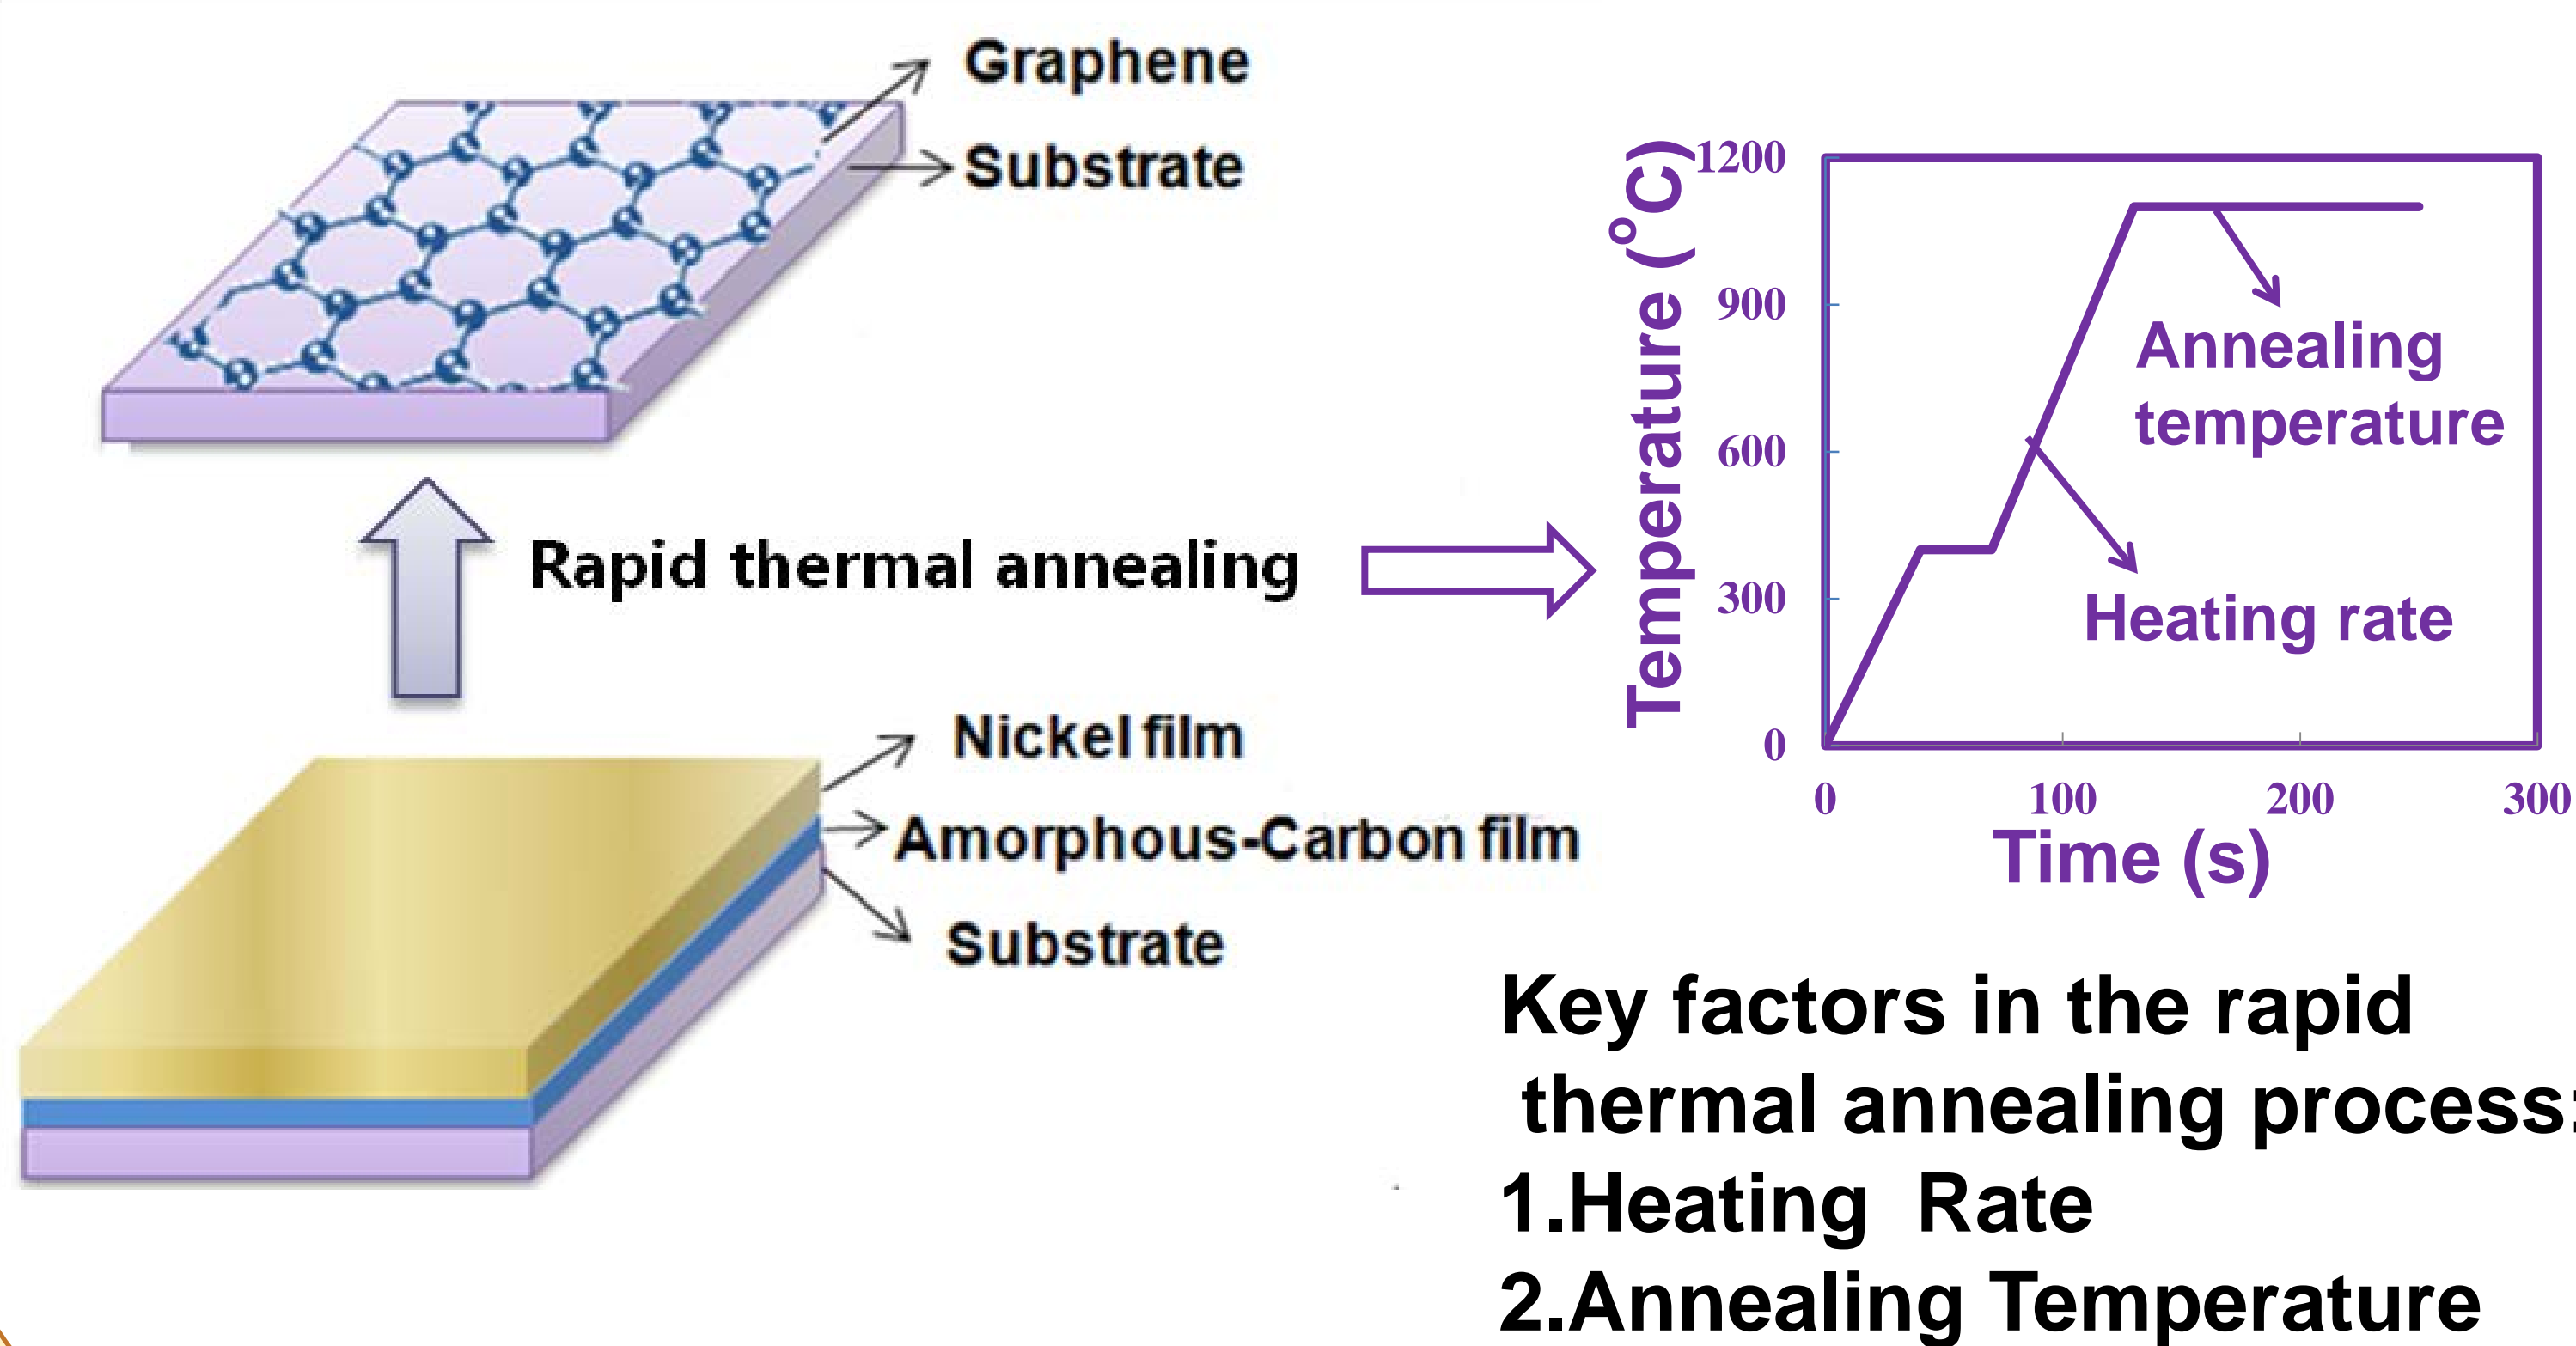 Graphene
Substrate
Rapid thermal annealing
Nickel film
Amorphous-Carbon film
Substrate
Temperature (°C)
1200
900
600
300
0
Annealing
temperature
Heating rate
0 100 200 300
Time (s)
Key factors in the rapid
thermal annealing process:
1.Heating Rate
2.Annealing Temperature